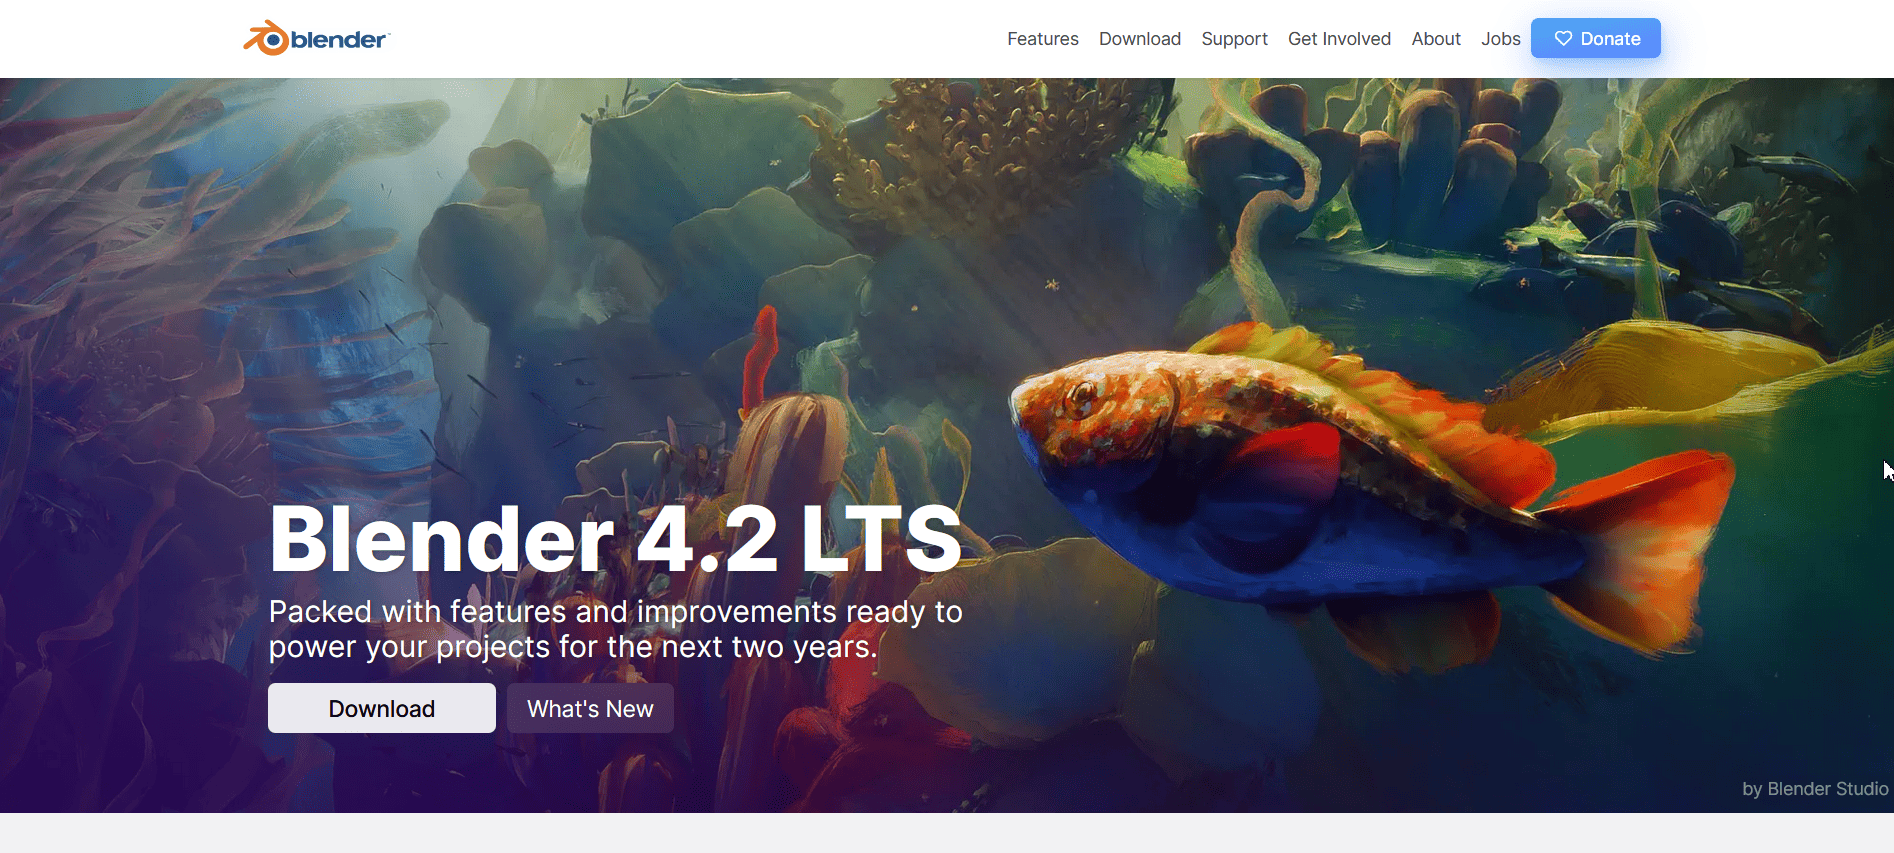 blender
Features Download Support Get Involved About Jobs Donate
Blender 4.2 LTS
Packed with features and improvements ready to
power your projects for the next two years.
Download What's New
by Blender Studio